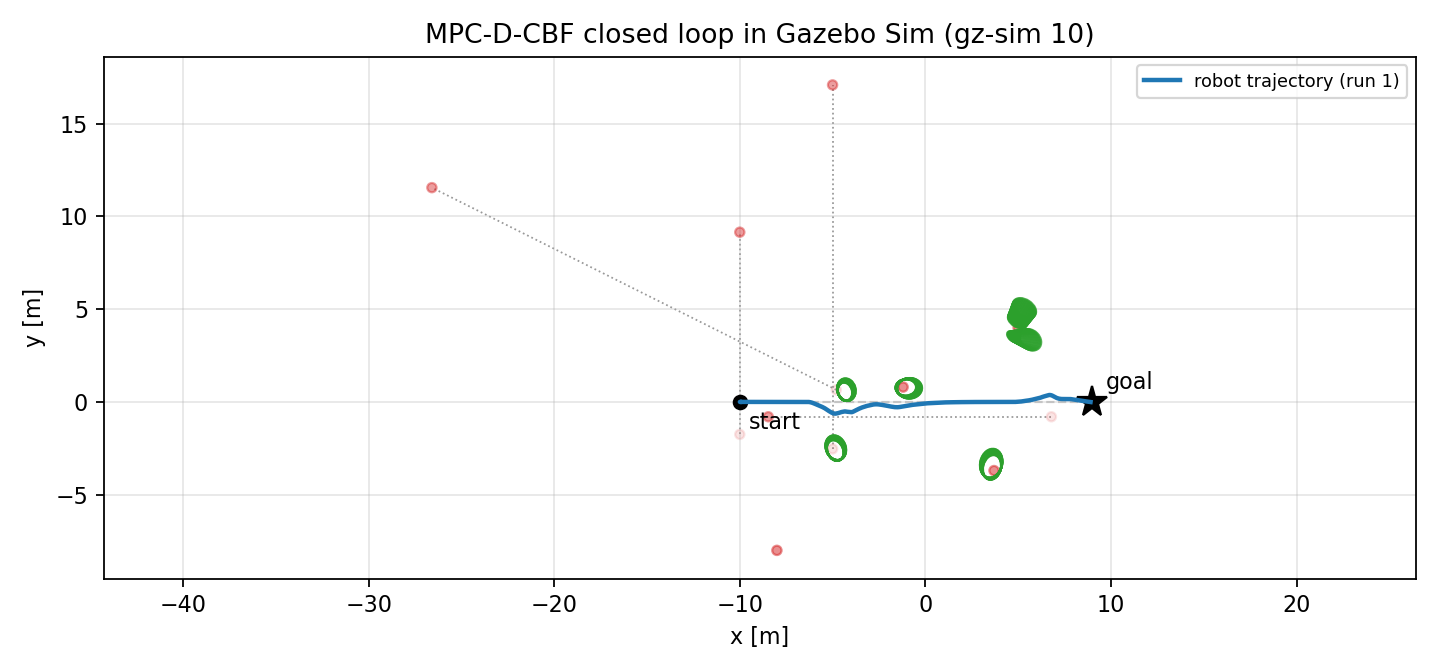 MPC-D-CBF closed loop in Gazebo Sim (gz-sim 10)
robot trajectory (run 1)
15
10
5
0
−5
y [m]
goal
start
−40
−30
−20
−10
0
10
20
x [m]